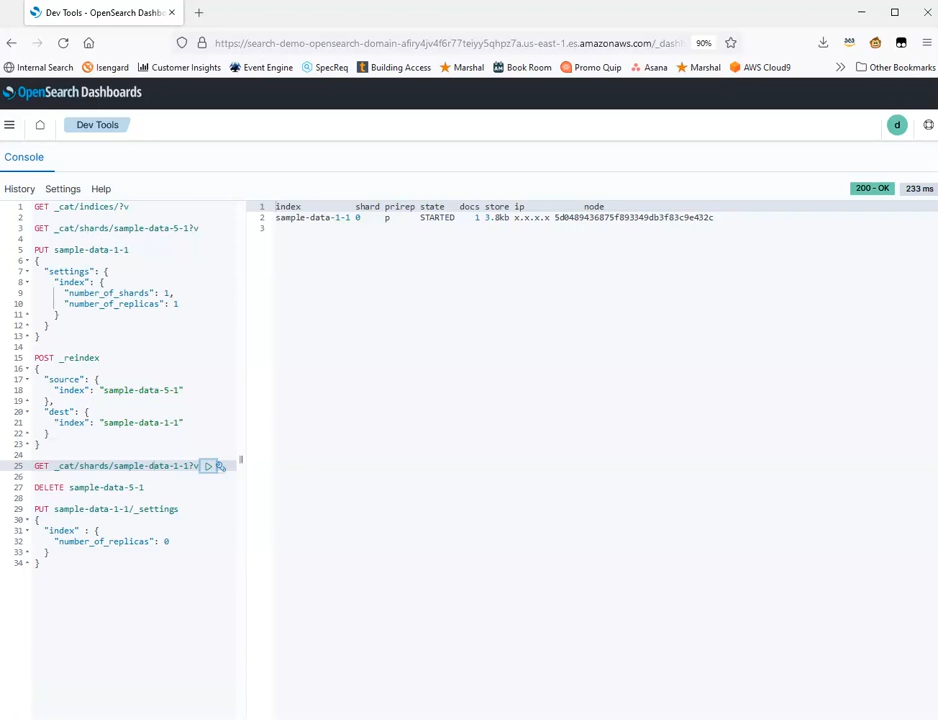 Dev Tools - OpenSearch Dashbo
https://search-demo-opensearch-domain-afiry4jv4f6r77teiyy5qhpz7a.us-east-1.es.amazonaws.com/_dash
90%
Internal Search Isengard Customer Insights Event Engine SpecReq Building Access Marshal Book Room Promo Quip Asana Marshal AWS Cloud9 Other Bookmarks
OpenSearch Dashboards
Dev Tools
d
Console
History Settings Help
200 - OK 233 ms
1 GET _cat/indices/?v
2
3 GET _cat/shards/sample-data-5-1?v
4
5 PUT sample-data-1-1
6 {
7 "settings": {
8 "index": {
9 "number_of_shards": 1,
10 "number_of_replicas": 1
11 }
12 }
13 }
14
15 POST _reindex
16 {
17 "source": {
18 "index": "sample-data-5-1"
19 },
20 "dest": {
21 "index": "sample-data-1-1"
22 }
23 }
24
25 GET _cat/shards/sample-data-1-1?v
26
27 DELETE sample-data-5-1
28
29 PUT sample-data-1-1/_settings
30 {
31 "index" : {
32 "number_of_replicas": 0
33 }
34 }
1 index shard prirep state docs store ip node
2 sample-data-1-1 0 p STARTED 1 3.8kb x.x.x.x 5d0489436875f893349db3f83c9e432c
3